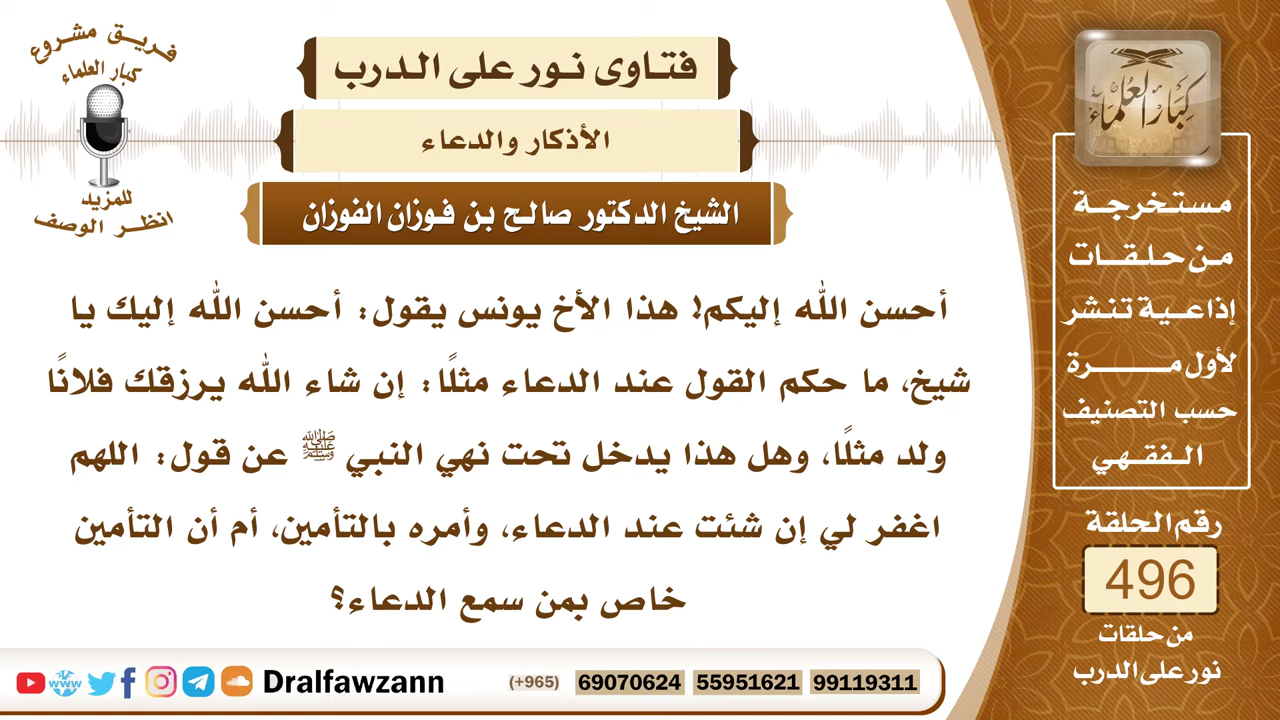 فريق مشروع
كبار العلماء
للمزيد
انظر الوصف
فتاوى نور على الدرب
الأذكار والدعاء
الشيخ الدكتور صالح بن فوزان الفوزان
أحسن الله إليكم! هذا الأخ يونس يقول: أحسن الله إليك يا
شيخ، ما حكم القول عند الدعاء مثلًا: إن شاء الله يرزقك فلانًا
ولد مثلًا، وهل هذا يدخل تحت نهي النبي ﷺ عن قول: اللهم
اغفر لي إن شئت عند الدعاء، وأمره بالتأمين، أم أن التأمين
خاص بمن سمع الدعاء؟
كبار العلماء
مستخرجة
من حلقات
إذاعية تنشر
لأول مرة
حسب التصنيف
الفقهي
رقم الحلقة
496
من حلقات
نور على الدرب
www
Dralfawzann
(+965) 69070624 55951621 99119311